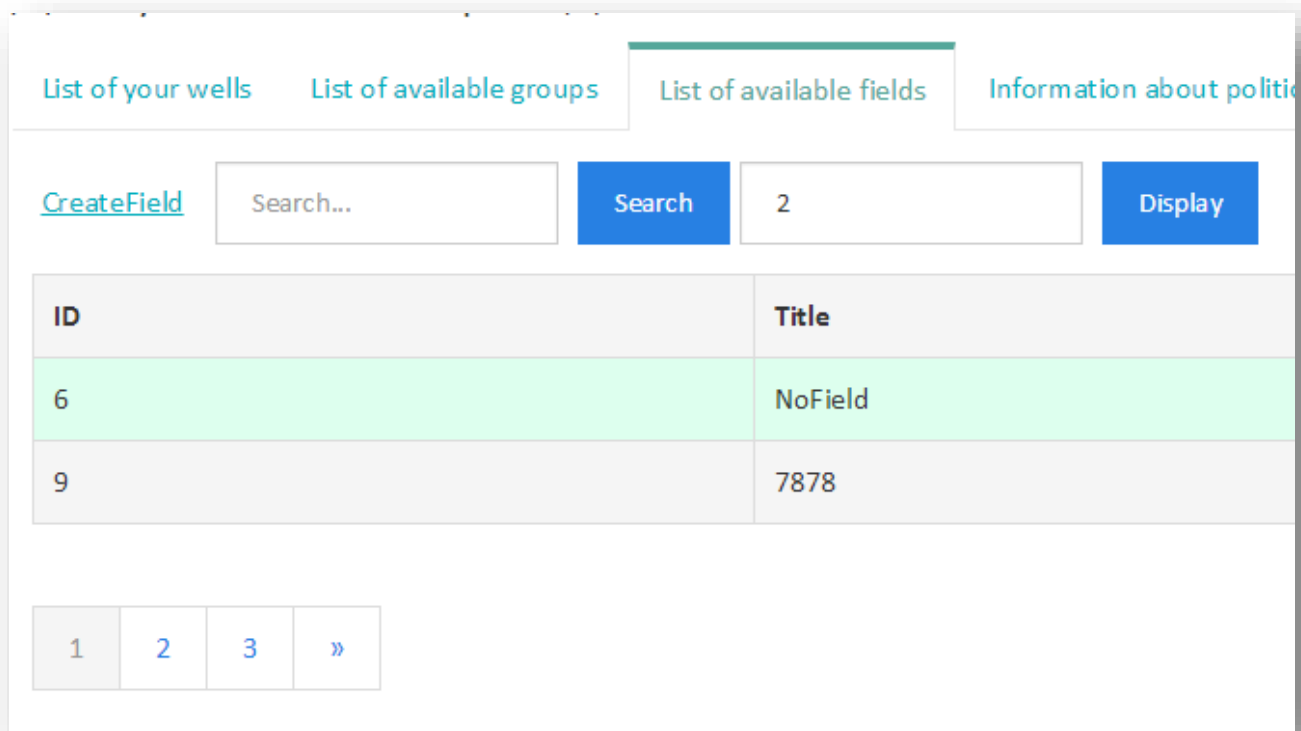 List of your wells List of available groups List of available fields Information about
CreateField Search... Search 2 Display
ID Title
6 NoField
9 7878
1 2 3 »